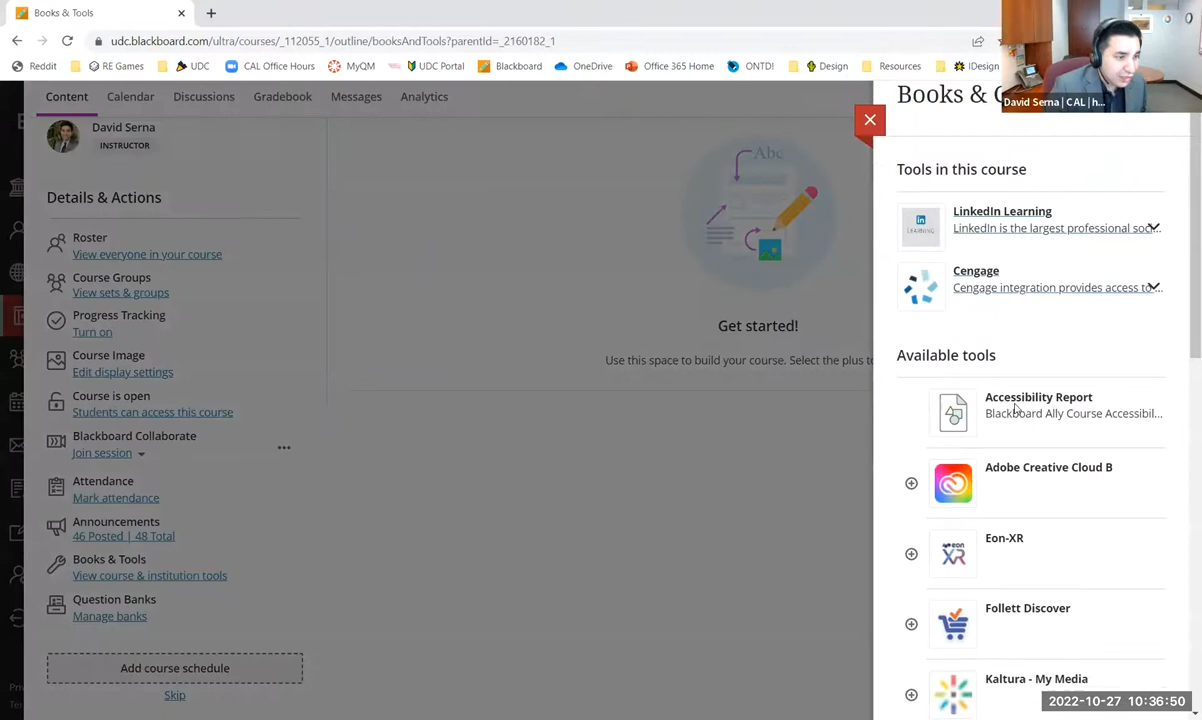 Books & Tools
udc.blackboard.com/ultra/courses/_112055_1/outline/booksAndTools?parentId=_2160182_1
Reddit
RE Games
UDC
CAL Office Hours
MyQM
UDC Portal
Blackboard
OneDrive
Office 365 Home
ONTD!
Design
Resources
IDesign
David Serna | CAL | h...
Content
Calendar
Discussions
Gradebook
Messages
Analytics
David Serna
INSTRUCTOR
Details & Actions
Roster
View everyone in your course
Course Groups
View sets & groups
Progress Tracking
Turn on
Course Image
Edit display settings
Course is open
Students can access this course
Blackboard Collaborate
Join session
Attendance
Mark attendance
Announcements
46 Posted | 48 Total
Books & Tools
View course & institution tools
Question Banks
Manage banks
Add course schedule
Skip
Abc
Get started!
Use this space to build your course. Select the plus to
Books &
Tools in this course
LinkedIn Learning
LinkedIn is the largest professional soci...
Cengage
Cengage integration provides access to ...
Available tools
Accessibility Report
Blackboard Ally Course Accessibil...
Adobe Creative Cloud B
Eon-XR
Follett Discover
Kaltura - My Media
2022-10-27 10:36:50